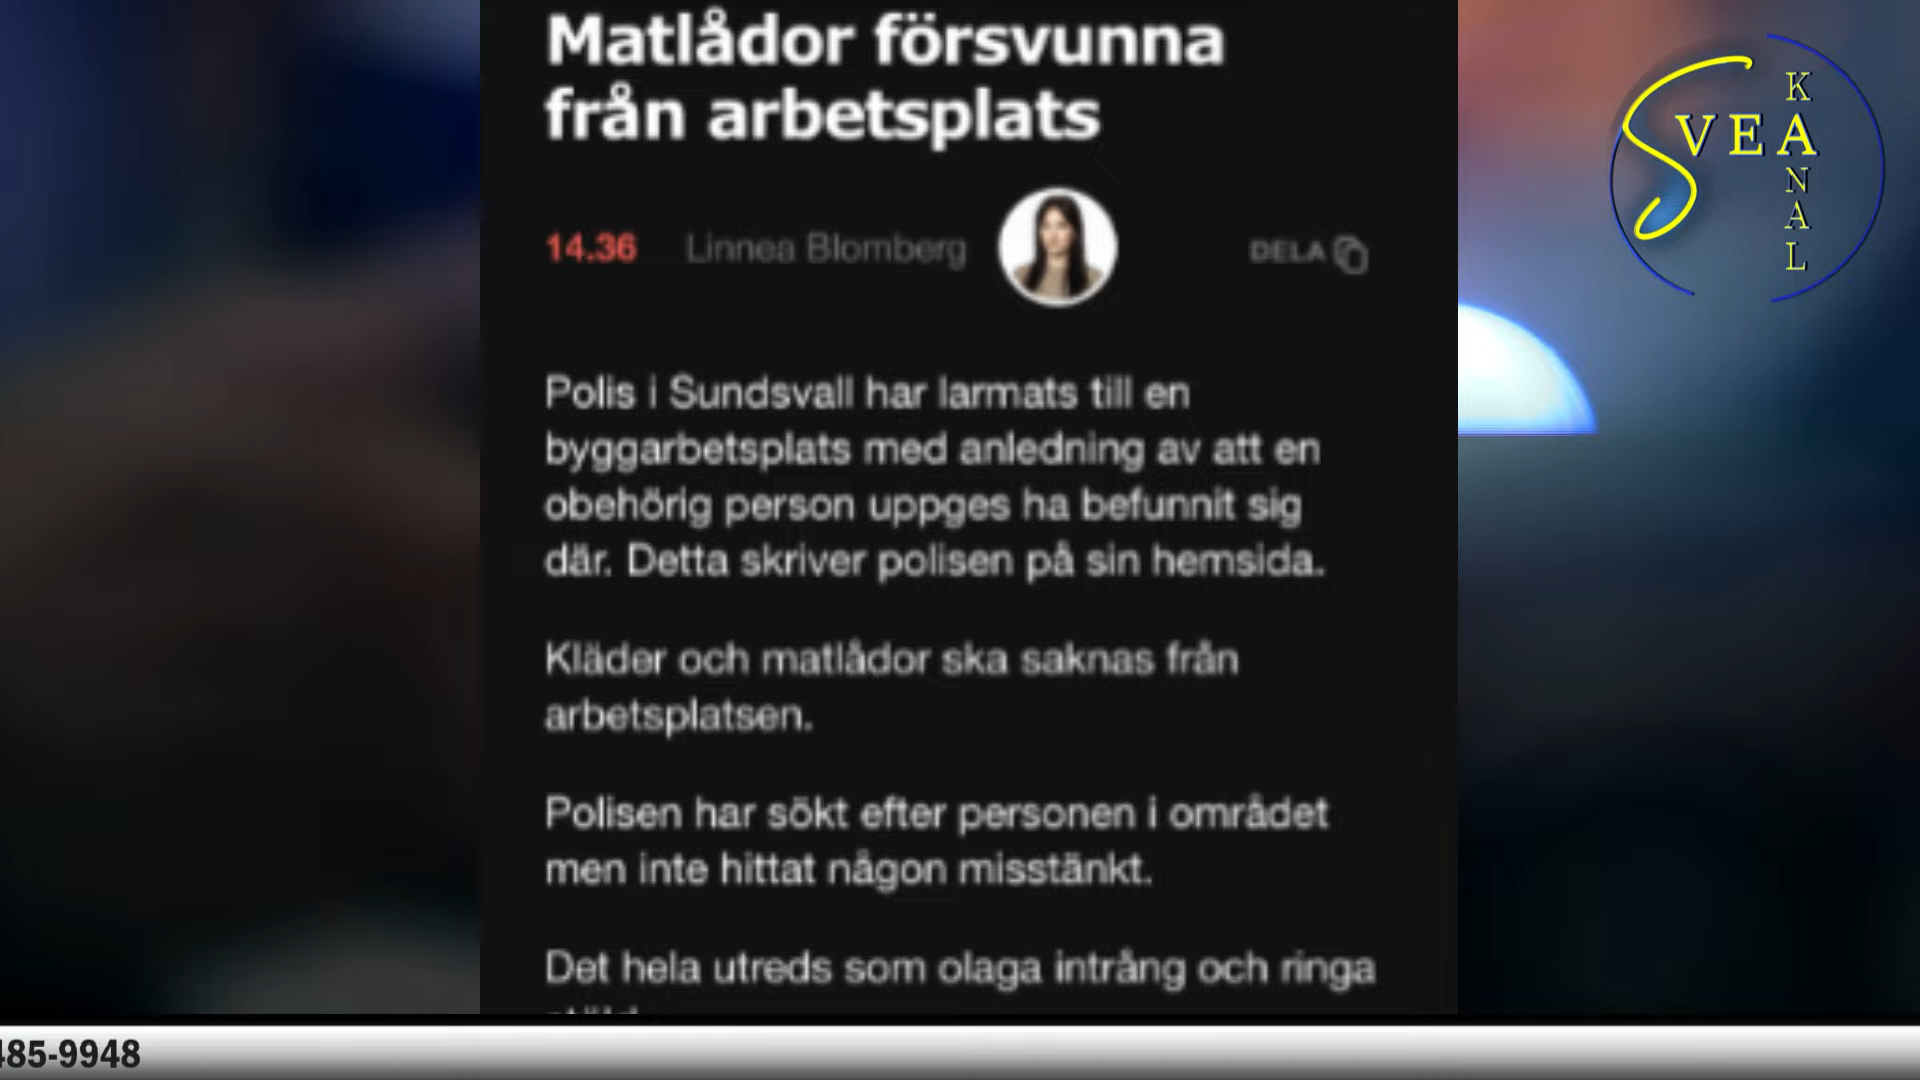 Matlådor försvunna
från arbetsplats
14.36 Linnea Blomberg DELA
Polis i Sundsvall har larmats till en
byggarbetsplats med anledning av att en
obehörig person uppges ha befunnit sig
där. Detta skriver polisen på sin hemsida.
Kläder och matlådor ska saknas från
arbetsplatsen.
Polisen har sökt efter personen i området
men inte hittat någon misstänkt.
Det hela utreds som olaga intrång och ringa
SVEA
KANAL
485-9948